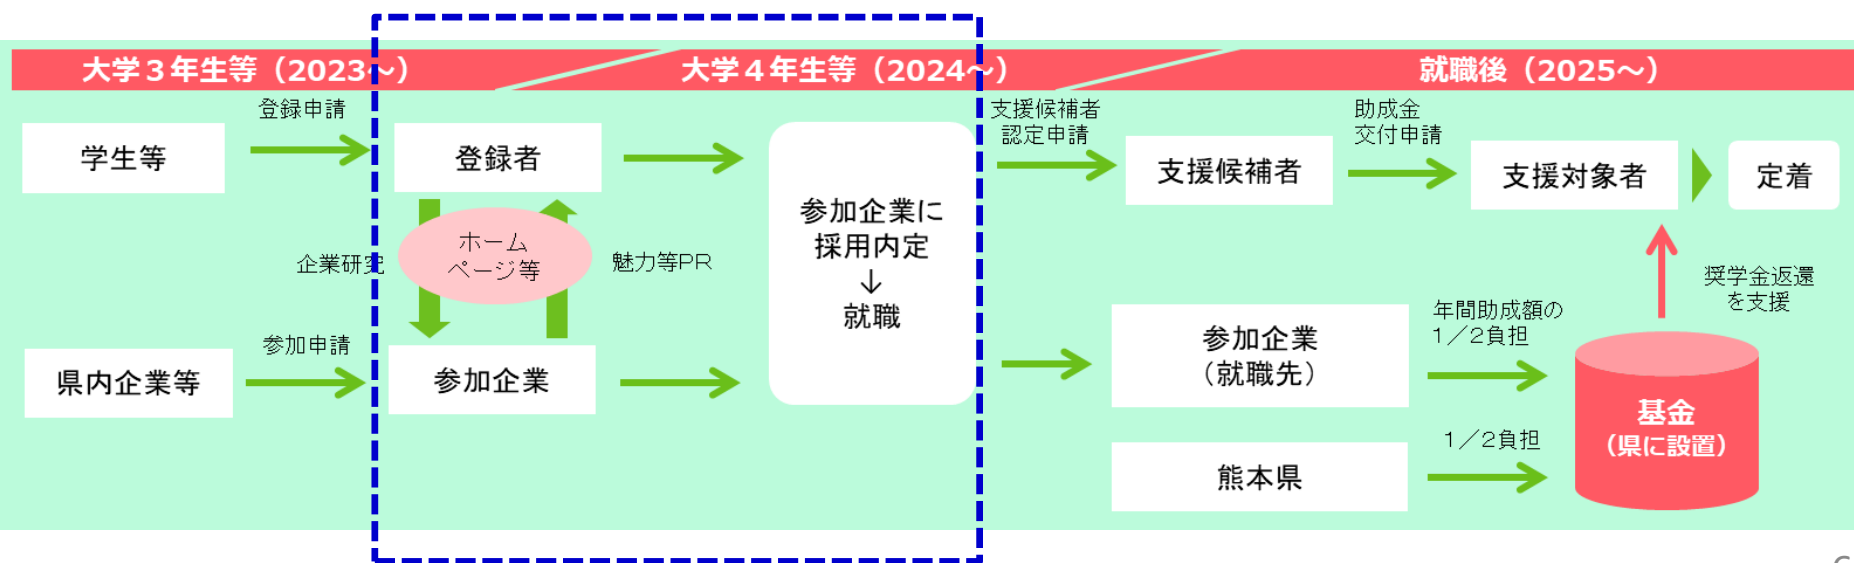 大学３年生等（2023～）
大学４年生等（2024～）
就職後（2025～）
登録申請
学生等
登録者
ホーム
ページ等
企業研究
魅力等PR
参加申請
県内企業等
参加企業
参加企業に
採用内定
↓
就職
支援候補者
認定申請
支援候補者
助成金
交付申請
支援対象者
定着
奨学金返還
を支援
参加企業
（就職先）
年間助成額の
１／２負担
熊本県
１／２負担
基金
（県に設置）